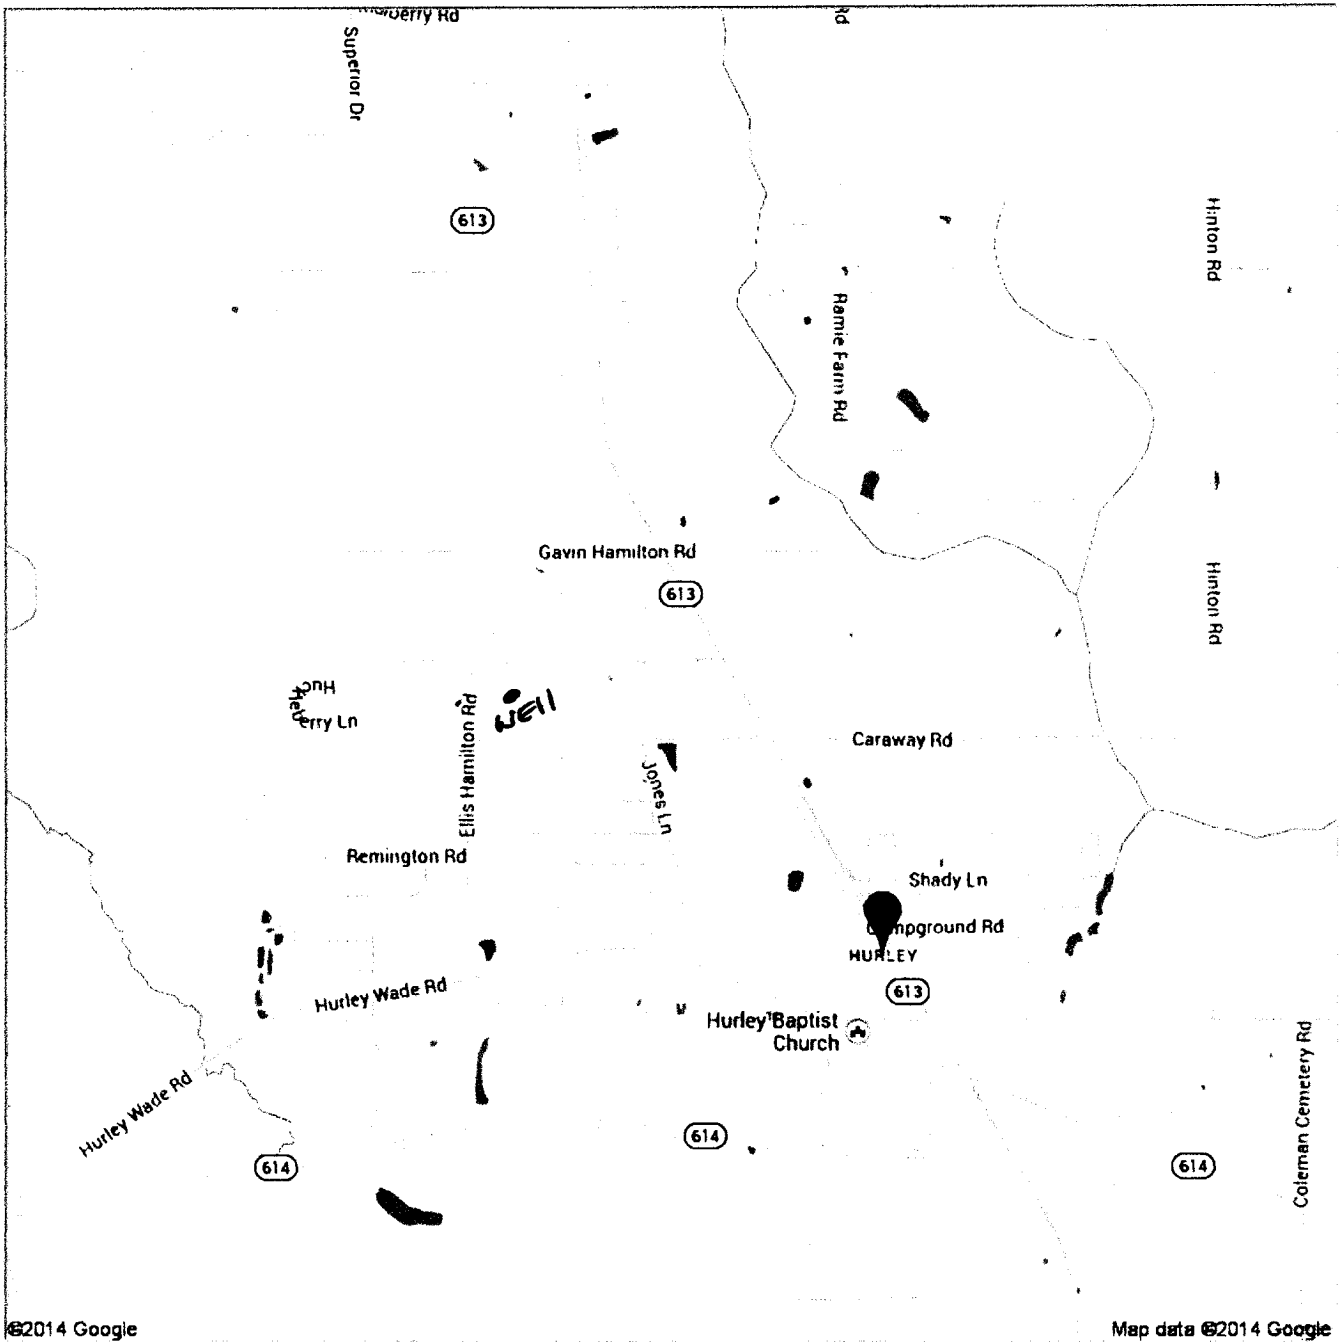 Rd
Superior Dr
613
Hinton Rd
Ramie Farm Rd
Gavin Hamilton Rd
613
Hinton Rd
WEll
Ellis Hamilton Rd
Caraway Rd
Jones Ln
Remington Rd
Shady Ln
Campground Rd
HURLEY
613
Hurley Wade Rd
Hurley Baptist
Church
Coleman Cemetery Rd
Hurley Wade Rd
614
614
614
©2014 Google
Map data ©2014 Google